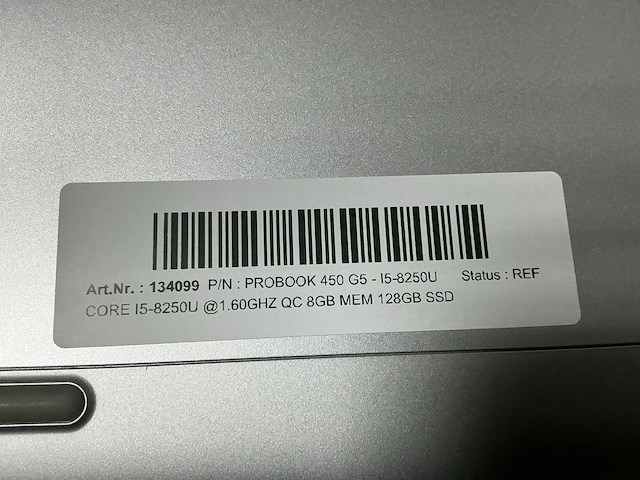 Art.Nr. : 134099 P/N : PROBOOK 450 G5 - I5-8250U Status : REF
CORE I5-8250U @1.60GHZ QC 8GB MEM 128GB SSD